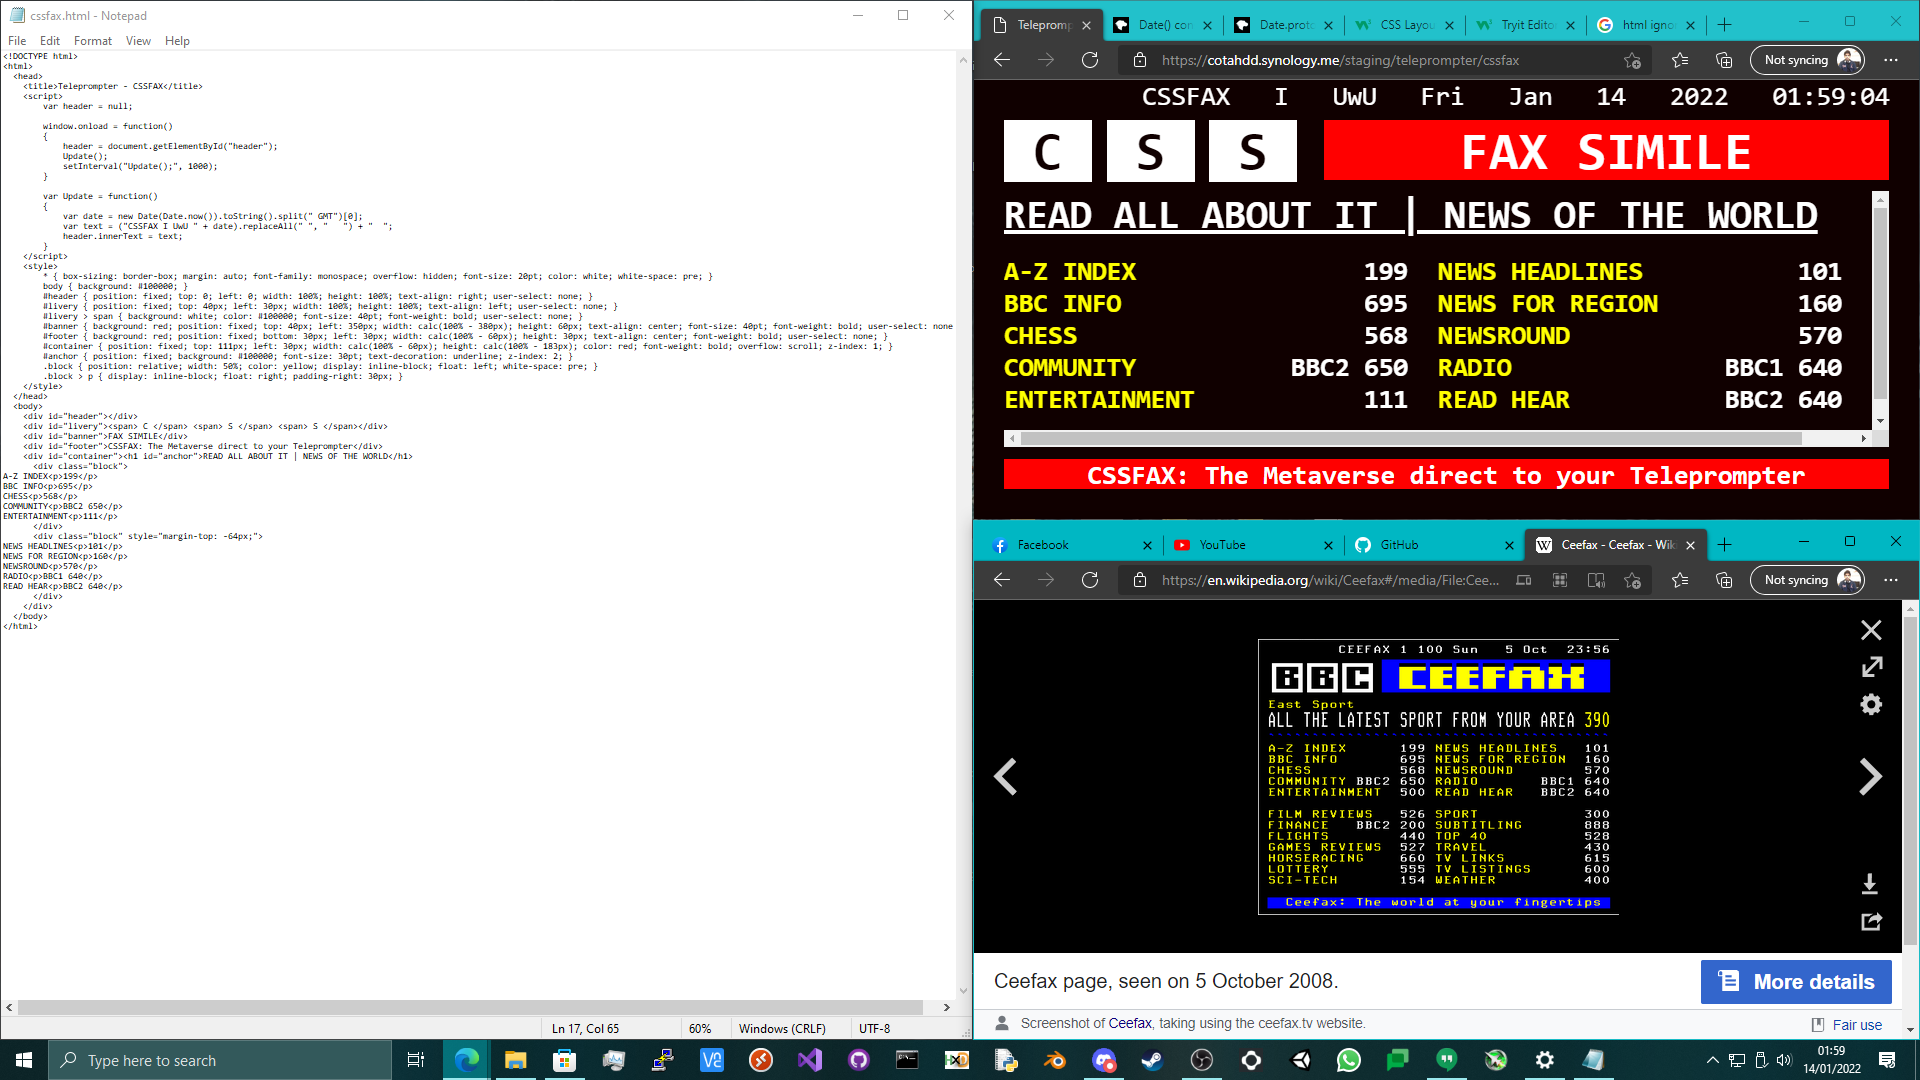 cssfax.html - Notepad
File Edit Format View Help
<!DOCTYPE html>
<html>
  <head>
    <title>Teleprompter - CSSFAX</title>
    <script>
        var header = null;

        window.onload = function()
        {
            header = document.getElementById("header");
            Update();
            setInterval("Update();", 1000);
        }

        var Update = function()
        {
            var date = new Date(Date.now()).toString().split(" GMT")[0];
            var text = ("CSSFAX I UwU " + date).replaceAll(" ", "   ") + "  ";
            header.innerText = text;
        }
    </script>
    <style>
        * { box-sizing: border-box; margin: auto; font-family: monospace; overflow: hidden; font-size: 20pt; color: white; white-space: pre; }
        body { background: #100000; }
        #header { position: fixed; top: 0; left: 0; width: 100%; height: 100%; text-align: right; user-select: none; }
        #livery { position: fixed; top: 40px; left: 30px; width: 100%; height: 100%; text-align: left; user-select: none; }
        #livery > span { background: white; color: #100000; font-size: 40pt; font-weight: bold; user-select: none; }
        #banner { background: red; position: fixed; top: 40px; left: 350px; width: calc(100% - 380px); height: 60px; text-align: center; font-size: 40pt; font-weight: bold; user-select: none
        #footer { background: red; position: fixed; bottom: 30px; left: 30px; width: calc(100% - 60px); height: 30px; text-align: center; font-weight: bold; user-select: none; }
        #container { position: fixed; top: 111px; left: 30px; width: calc(100% - 60px); height: calc(100% - 183px); color: red; font-weight: bold; overflow: scroll; z-index: 1; }
        #anchor { position: fixed; background: #100000; font-size: 30pt; text-decoration: underline; z-index: 2; }
        .block { position: relative; width: 50%; color: yellow; display: inline-block; float: left; white-space: pre; }
        .block > p { display: inline-block; float: right; padding-right: 30px; }
    </style>
  </head>
  <body>
    <div id="header"></div>
    <div id="livery"><span> C </span> <span> S </span> <span> S </span></div>
    <div id="banner">FAX SIMILE</div>
    <div id="footer">CSSFAX: The Metaverse direct to your Teleprompter</div>
    <div id="container"><h1 id="anchor">READ ALL ABOUT IT | NEWS OF THE WORLD</h1>
      <div class="block">
A-Z INDEX<p>199</p>
BBC INFO<p>695</p>
CHESS<p>568</p>
COMMUNITY<p>BBC2 650</p>
ENTERTAINMENT<p>111</p>
      </div>
      <div class="block" style="margin-top: -64px;">
NEWS HEADLINES<p>101</p>
NEWS FOR REGION<p>160</p>
NEWSROUND<p>570</p>
RADIO<p>BBC1 640</p>
READ HEAR<p>BBC2 640</p>
      </div>
    </div>
  </body>
</html>
Ln 17, Col 65 60% Windows (CRLF) UTF-8
Teleprom Date() con Date.proto CSS Layou Tryit Editor html igno
https://cotahdd.synology.me/staging/teleprompter/cssfax Not syncing
CSSFAX I UwU Fri Jan 14 2022 01:59:04
C S S FAX SIMILE
READ ALL ABOUT IT | NEWS OF THE WORLD
A-Z INDEX 199 NEWS HEADLINES 101
BBC INFO 695 NEWS FOR REGION 160
CHESS 568 NEWSROUND 570
COMMUNITY BBC2 650 RADIO BBC1 640
ENTERTAINMENT 111 READ HEAR BBC2 640
CSSFAX: The Metaverse direct to your Teleprompter
Facebook YouTube GitHub Ceefax - Ceefax - Wik
https://en.wikipedia.org/wiki/Ceefax#/media/File:Cee... Not syncing
CEEFAX 1 100 Sun 5 Oct 23:56
BBC CEEFAX
East Sport
ALL THE LATEST SPORT FROM YOUR AREA 390
A-Z INDEX 199 NEWS HEADLINES 101
BBC INFO 695 NEWS FOR REGION 160
CHESS 568 NEWSROUND 570
COMMUNITY BBC2 650 RADIO BBC1 640
ENTERTAINMENT 500 READ HEAR BBC2 640
FILM REVIEWS 526 SPORT 300
FINANCE BBC2 200 SUBTITLING 888
FLIGHTS 440 TOP 40 528
GAMES REVIEWS 527 TRAVEL 430
HORSERACING 660 TV LINKS 615
LOTTERY 555 TV LISTINGS 600
SCI-TECH 154 WEATHER 400
Ceefax: The world at your fingertips
Ceefax page, seen on 5 October 2008.
More details
Screenshot of Ceefax, taking using the ceefax.tv website.
Fair use
Type here to search
01:59
14/01/2022